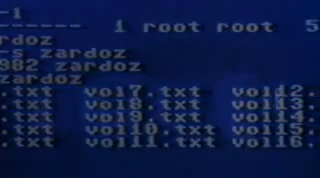 -l
------- 1 root root 5
ardoz
-s zardoz
982 zardoz
zardoz
.txt vol7.txt vol12.
.txt vol8.txt vol13.
.txt vol9.txt vol14.
.txt vol10.txt vol15.
.txt vol11.txt vol16.